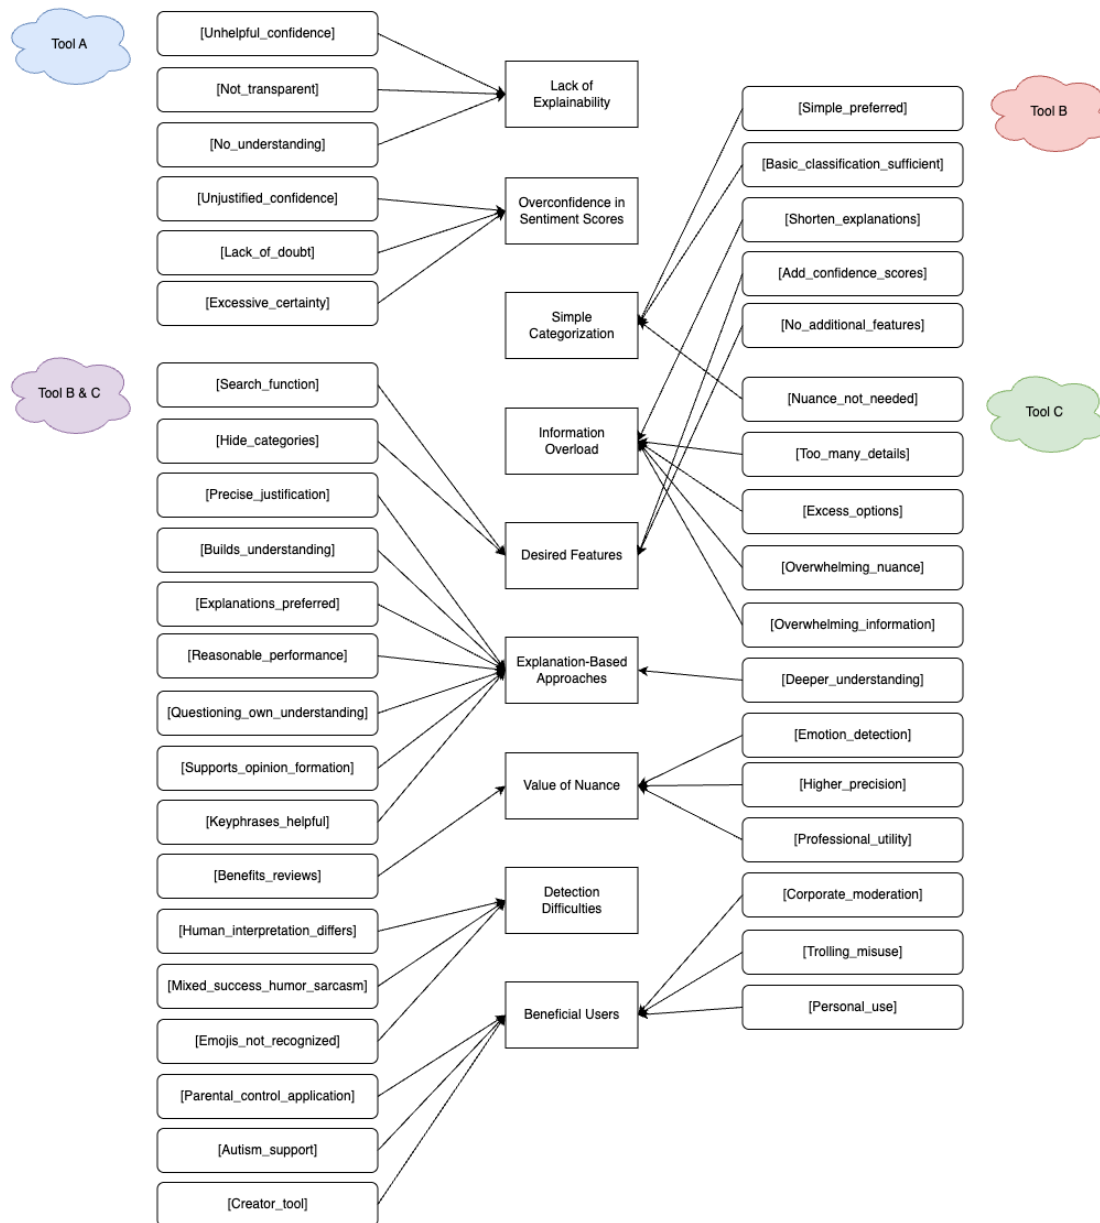 Tool A
[Unhelpful_confidence]
[Not_transparent]
[No_understanding]
[Unjustified_confidence]
[Lack_of_doubt]
[Excessive_certainty]
Tool B & C
[Search_function]
[Hide_categories]
[Precise_justification]
[Builds_understanding]
[Explanations_preferred]
[Reasonable_performance]
[Questioning_own_understanding]
[Supports_opinion_formation]
[Keyphrases_helpful]
[Benefits_reviews]
[Human_interpretation_differs]
[Mixed_success_humor_sarcasm]
[Emojis_not_recognized]
[Parental_control_application]
[Autism_support]
[Creator_tool]
Lack of
Explainability
Overconfidence in
Sentiment Scores
Simple
Categorization
Information
Overload
Desired Features
Explanation-Based
Approaches
Value of Nuance
Detection
Difficulties
Beneficial Users
Tool B
[Simple_preferred]
[Basic_classification_sufficient]
[Shorten_explanations]
[Add_confidence_scores]
[No_additional_features]
Tool C
[Nuance_not_needed]
[Too_many_details]
[Excess_options]
[Overwhelming_nuance]
[Overwhelming_information]
[Deeper_understanding]
[Emotion_detection]
[Higher_precision]
[Professional_utility]
[Corporate_moderation]
[Trolling_misuse]
[Personal_use]